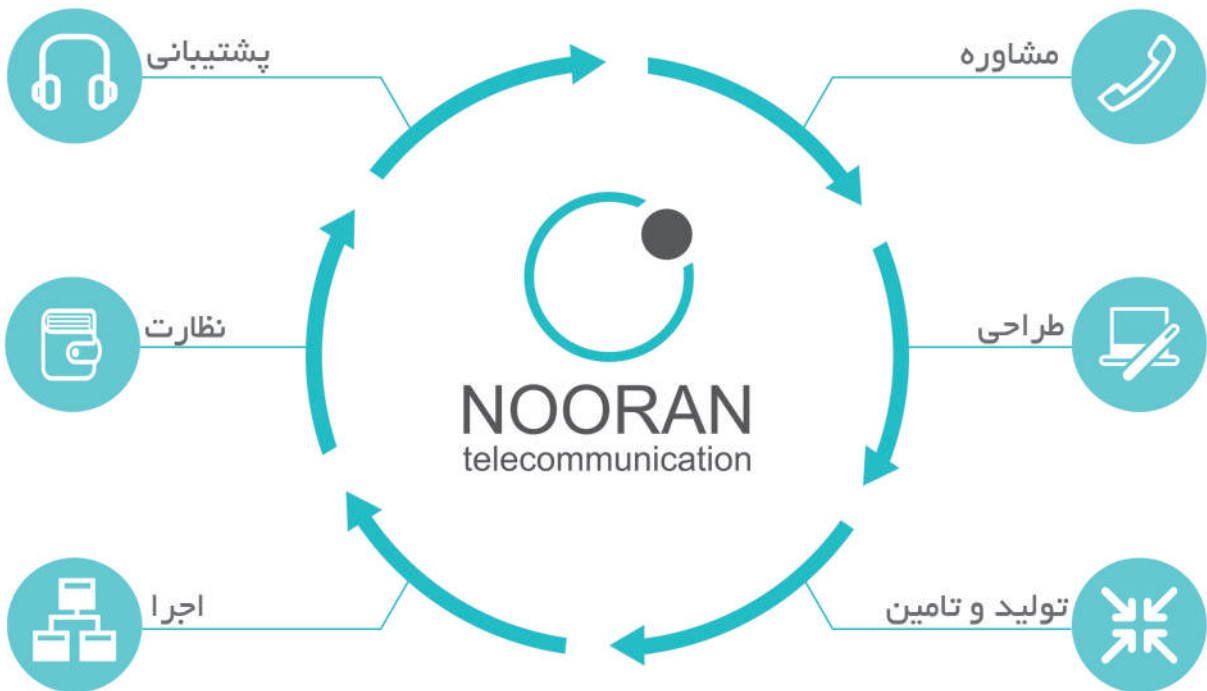 مشاوره
پشتیبانی
طراحی
نظارت
NOORAN
telecommunication
تولید و تامین
اجرا